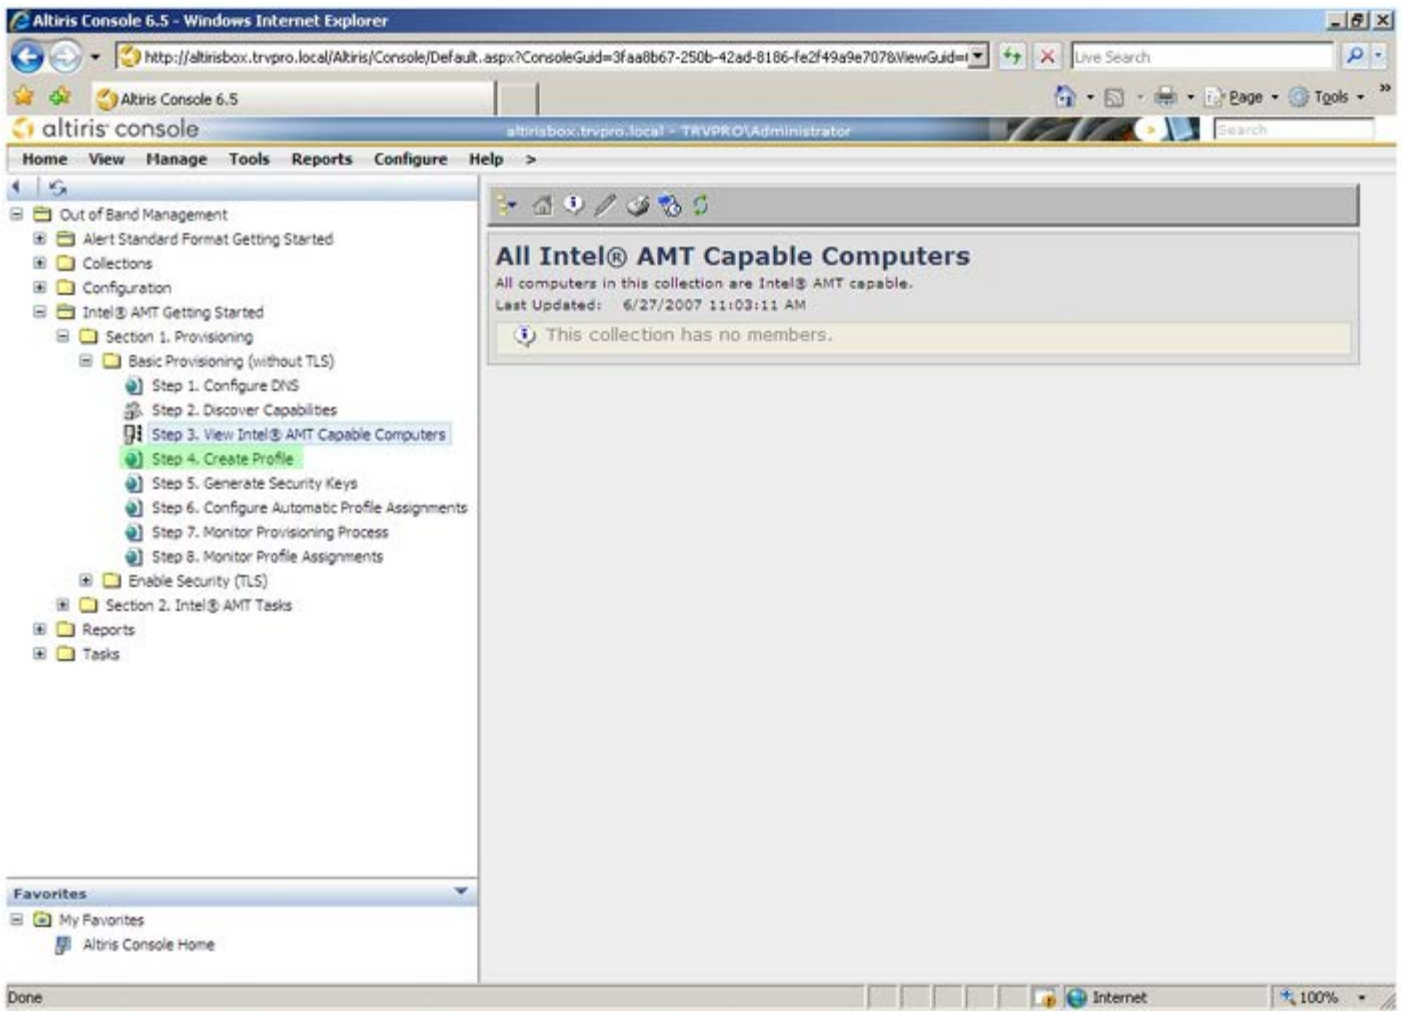 Altiris Console 6.5 - Windows Internet Explorer
http://altirisbox.trvpro.local/Altiris/Console/Default.aspx?ConsoleGuid=3faa8b67-250b-42ad-8186-fe2f49a9e707&ViewGuid=
Live Search
Altiris Console 6.5
Page
Tools
»
altiris console
altirisbox.trvpro.local - TRVPRO\Administrator
Search
Home View Manage Tools Reports Configure Help >
Out of Band Management
Alert Standard Format Getting Started
Collections
Configuration
Intel® AMT Getting Started
Section 1. Provisioning
Basic Provisioning (without TLS)
Step 1. Configure DNS
Step 2. Discover Capabilities
Step 3. View Intel® AMT Capable Computers
Step 4. Create Profile
Step 5. Generate Security Keys
Step 6. Configure Automatic Profile Assignments
Step 7. Monitor Provisioning Process
Step 8. Monitor Profile Assignments
Enable Security (TLS)
Section 2. Intel® AMT Tasks
Reports
Tasks
All Intel® AMT Capable Computers
All computers in this collection are Intel® AMT capable.
Last Updated: 6/27/2007 11:03:11 AM
This collection has no members.
Favorites
My Favorites
Altiris Console Home
Done
Internet
100%